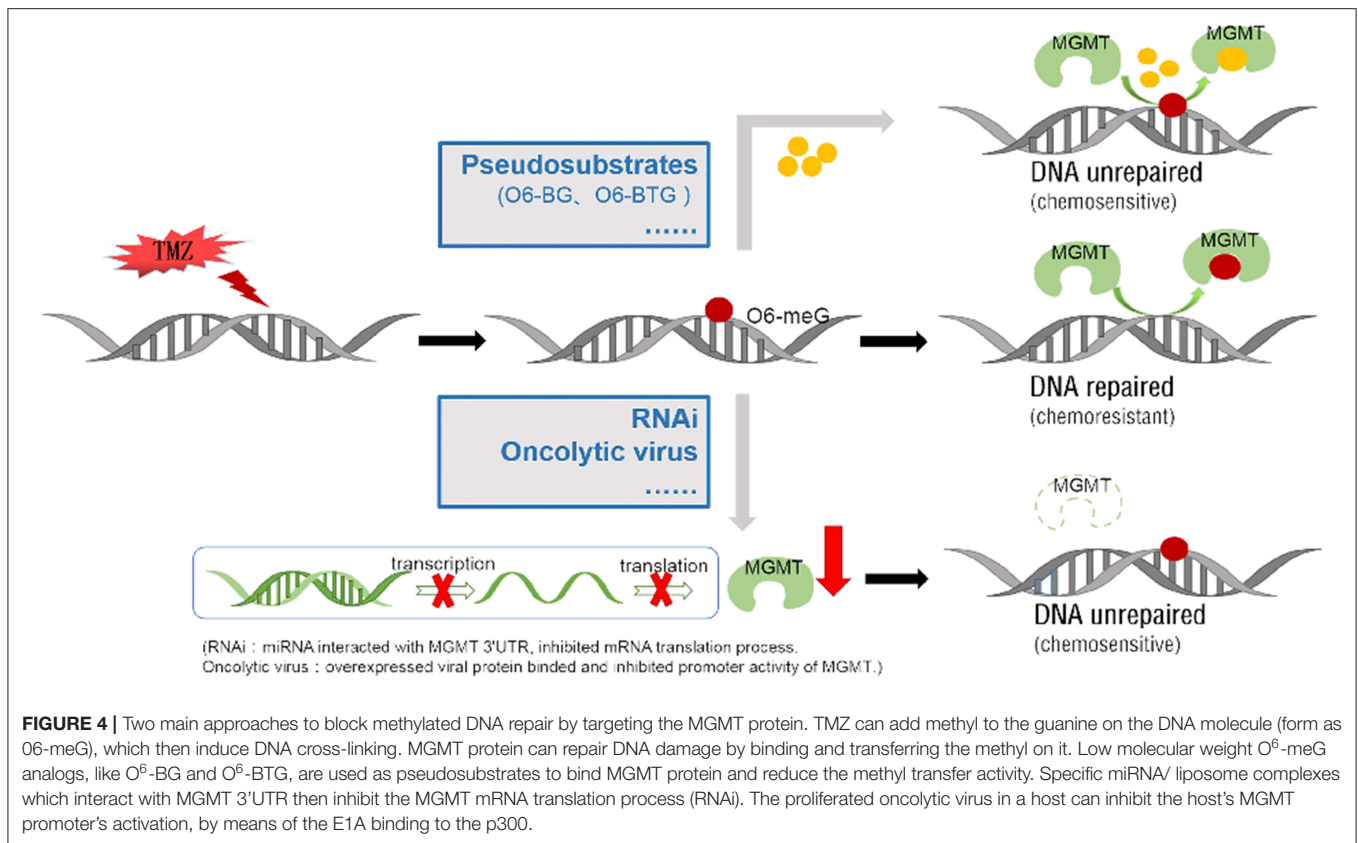 MGMT
MGMT
DNA unrepaired
(chemosensitive)
Pseudosubstrates
(O6-BG、O6-BTG )
......
TMZ
O6-meG
MGMT
MGMT
DNA repaired
(chemoresistant)
RNAi
Oncolytic virus
......
transcription
translation
MGMT
MGMT
DNA unrepaired
(chemosensitive)
(RNAi：miRNA interacted with MGMT 3'UTR, inhibited mRNA translation process.
Oncolytic virus：overexpressed viral protein binded and inhibited promoter activity of MGMT.)
FIGURE 4 | Two main approaches to block methylated DNA repair by targeting the MGMT protein. TMZ can add methyl to the guanine on the DNA molecule (form as
06-meG), which then induce DNA cross-linking. MGMT protein can repair DNA damage by binding and transferring the methyl on it. Low molecular weight O⁶-meG
analogs, like O⁶-BG and O⁶-BTG, are used as pseudosubstrates to bind MGMT protein and reduce the methyl transfer activity. Specific miRNA/ liposome complexes
which interact with MGMT 3'UTR then inhibit the MGMT mRNA translation process (RNAi). The proliferated oncolytic virus in a host can inhibit the host's MGMT
promoter's activation, by means of the E1A binding to the p300.